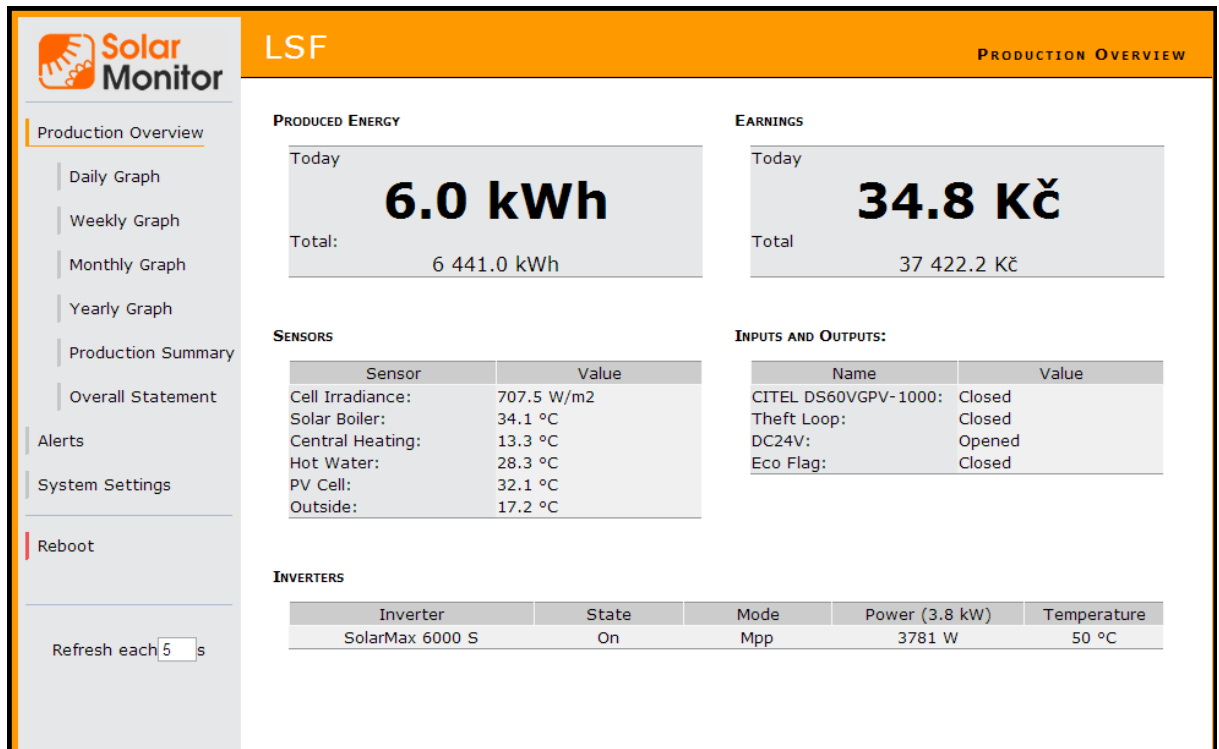 Solar
Monitor
LSF
PRODUCTION OVERVIEW
Production Overview
Daily Graph
Weekly Graph
Monthly Graph
Yearly Graph
Production Summary
Overall Statement
Alerts
System Settings
Reboot
Refresh each 5 s
PRODUCED ENERGY
Today
6.0 kWh
Total:
6 441.0 kWh
EARNINGS
Today
34.8 Kč
Total
37 422.2 Kč
SENSORS
Sensor Value
Cell Irradiance: 707.5 W/m2
Solar Boiler: 34.1 °C
Central Heating: 13.3 °C
Hot Water: 28.3 °C
PV Cell: 32.1 °C
Outside: 17.2 °C
INPUTS AND OUTPUTS:
Name Value
CITEL DS60VGPV-1000: Closed
Theft Loop: Closed
DC24V: Opened
Eco Flag: Closed
INVERTERS
Inverter State Mode Power (3.8 kW) Temperature
SolarMax 6000 S On Mpp 3781 W 50 °C